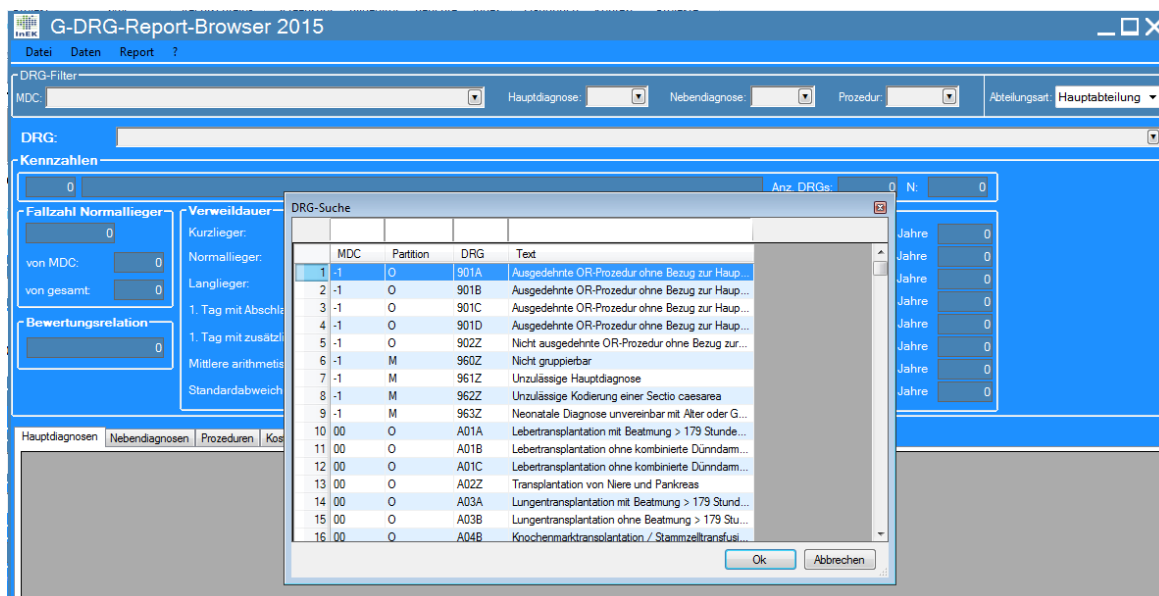 InEK G-DRG-Report-Browser 2015
Datei Daten Report ?
DRG-Filter
MDC: Hauptdiagnose: Nebendiagnose: Prozedur: Abteilungsart: Hauptabteilung
DRG:
Kennzahlen
0 Anz. DRGs: 0 N: 0
Fallzahl Normallieger
0
von MDC: 0
von gesamt: 0
Bewertungsrelation
0
Verweildauer
Kurzlieger:
Normallieger:
Langlieger:
1. Tag mit Abschla
1. Tag mit zusätzli
Mittlere arithmetis
Standardabweich
Jahre 0
Jahre 0
Jahre 0
Jahre 0
Jahre 0
Jahre 0
Jahre 0
Jahre 0
Hauptdiagnosen Nebendiagnosen Prozeduren Kos
DRG-Suche
MDC Partition DRG Text
1 -1 O 901A Ausgedehnte OR-Prozedur ohne Bezug zur Haup...
2 -1 O 901B Ausgedehnte OR-Prozedur ohne Bezug zur Haup...
3 -1 O 901C Ausgedehnte OR-Prozedur ohne Bezug zur Haup...
4 -1 O 901D Ausgedehnte OR-Prozedur ohne Bezug zur Haup...
5 -1 O 902Z Nicht ausgedehnte OR-Prozedur ohne Bezug zur...
6 -1 M 960Z Nicht gruppierbar
7 -1 M 961Z Unzulässige Hauptdiagnose
8 -1 M 962Z Unzulässige Kodierung einer Sectio caesarea
9 -1 M 963Z Neonatale Diagnose unvereinbar mit Alter oder G...
10 00 O A01A Lebertransplantation mit Beatmung > 179 Stunde...
11 00 O A01B Lebertransplantation ohne kombinierte Dünndarm...
12 00 O A01C Lebertransplantation ohne kombinierte Dünndarm...
13 00 O A02Z Transplantation von Niere und Pankreas
14 00 O A03A Lungentransplantation mit Beatmung > 179 Stund...
15 00 O A03B Lungentransplantation ohne Beatmung > 179 Stu...
16 00 O A04B Knochenmarktransplantation / Stammzelltransfusi...
Ok Abbrechen